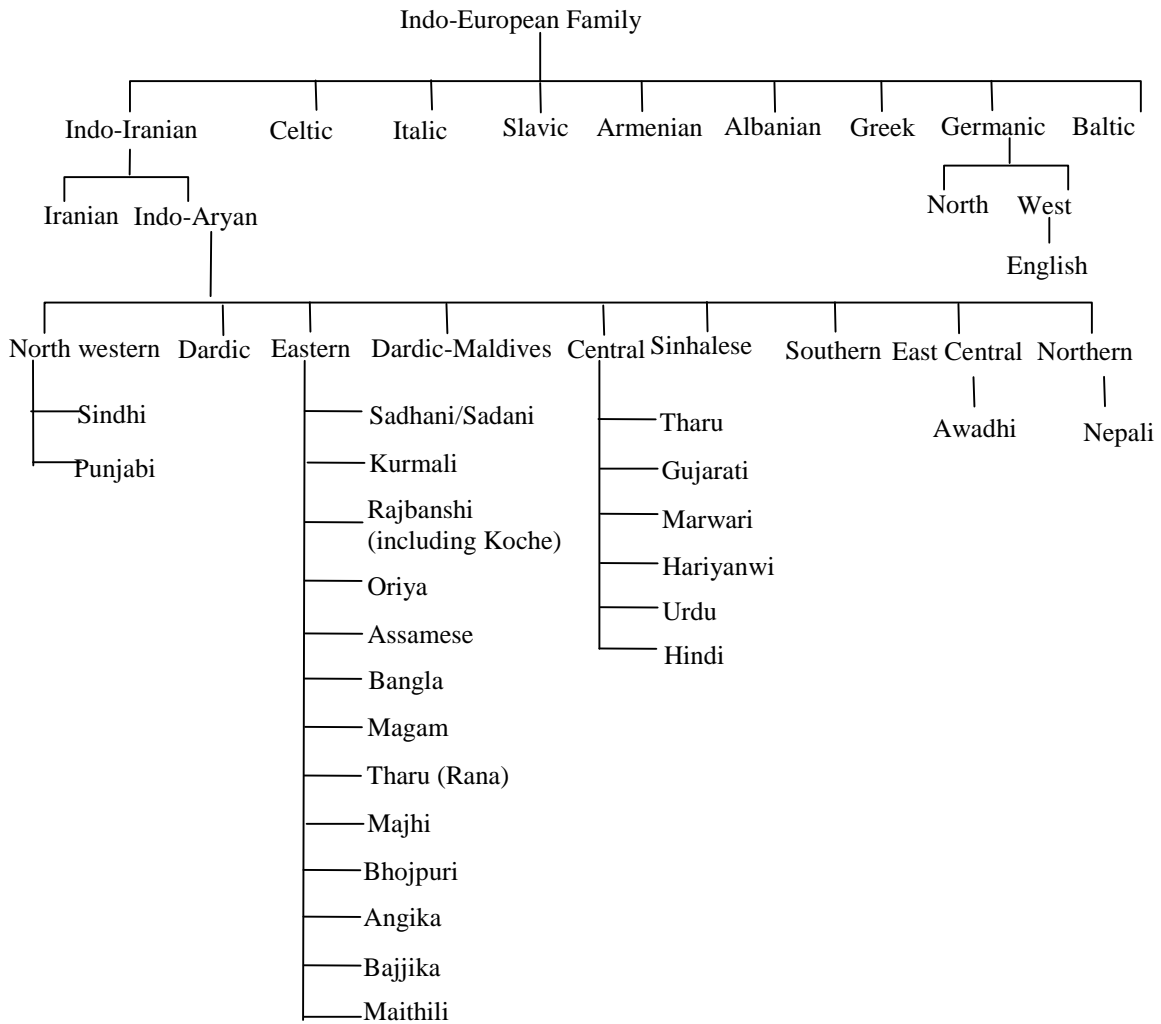 Indo-European Family
Indo-Iranian Celtic Italic Slavic Armenian Albanian Greek Germanic Baltic
Iranian Indo-Aryan North West
English
North western Dardic Eastern Dardic-Maldives Central Sinhalese Southern East Central Northern
Sindhi
Punjabi
Sadhani/Sadani
Kurmali
Rajbanshi
(including Koche)
Oriya
Assamese
Bangla
Magam
Tharu (Rana)
Majhi
Bhojpuri
Angika
Bajjika
Maithili
Tharu
Gujarati
Marwari
Hariyanwi
Urdu
Hindi
Awadhi
Nepali